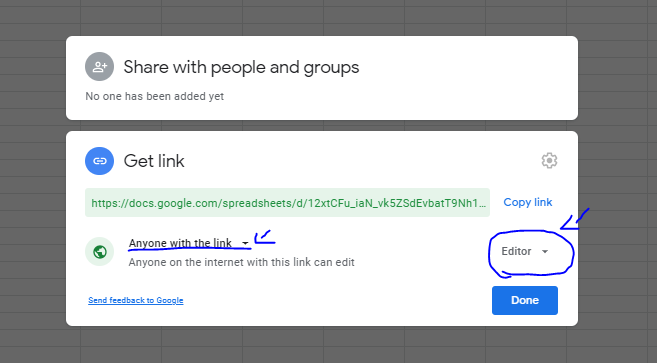 Share with people and groups
No one has been added yet
Get link
https://docs.google.com/spreadsheets/d/12xtCFu_iaN_vk5ZSdEvbatT9Nh1...
Copy link
Anyone with the link
Editor
Anyone on the internet with this link can edit
Send feedback to Google
Done